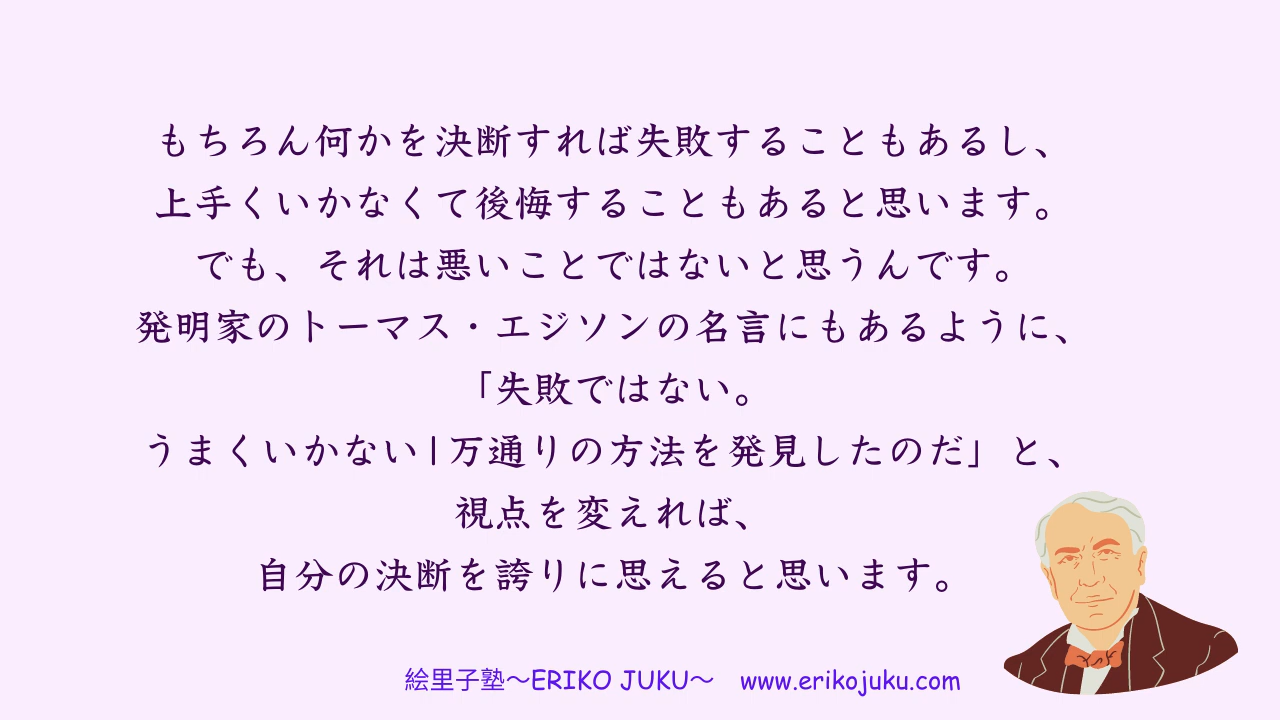 もちろん何かを決断すれば失敗することもあるし、
上手くいかなくて後悔することもあると思います。
でも、それは悪いことではないと思うんです。
発明家のトーマス・エジソンの名言にもあるように、
「失敗ではない。
うまくいかない1万通りの方法を発見したのだ」と、
視点を変えれば、
自分の決断を誇りに思えると思います。
絵里子塾～ERIKO JUKU～　www.erikojuku.com